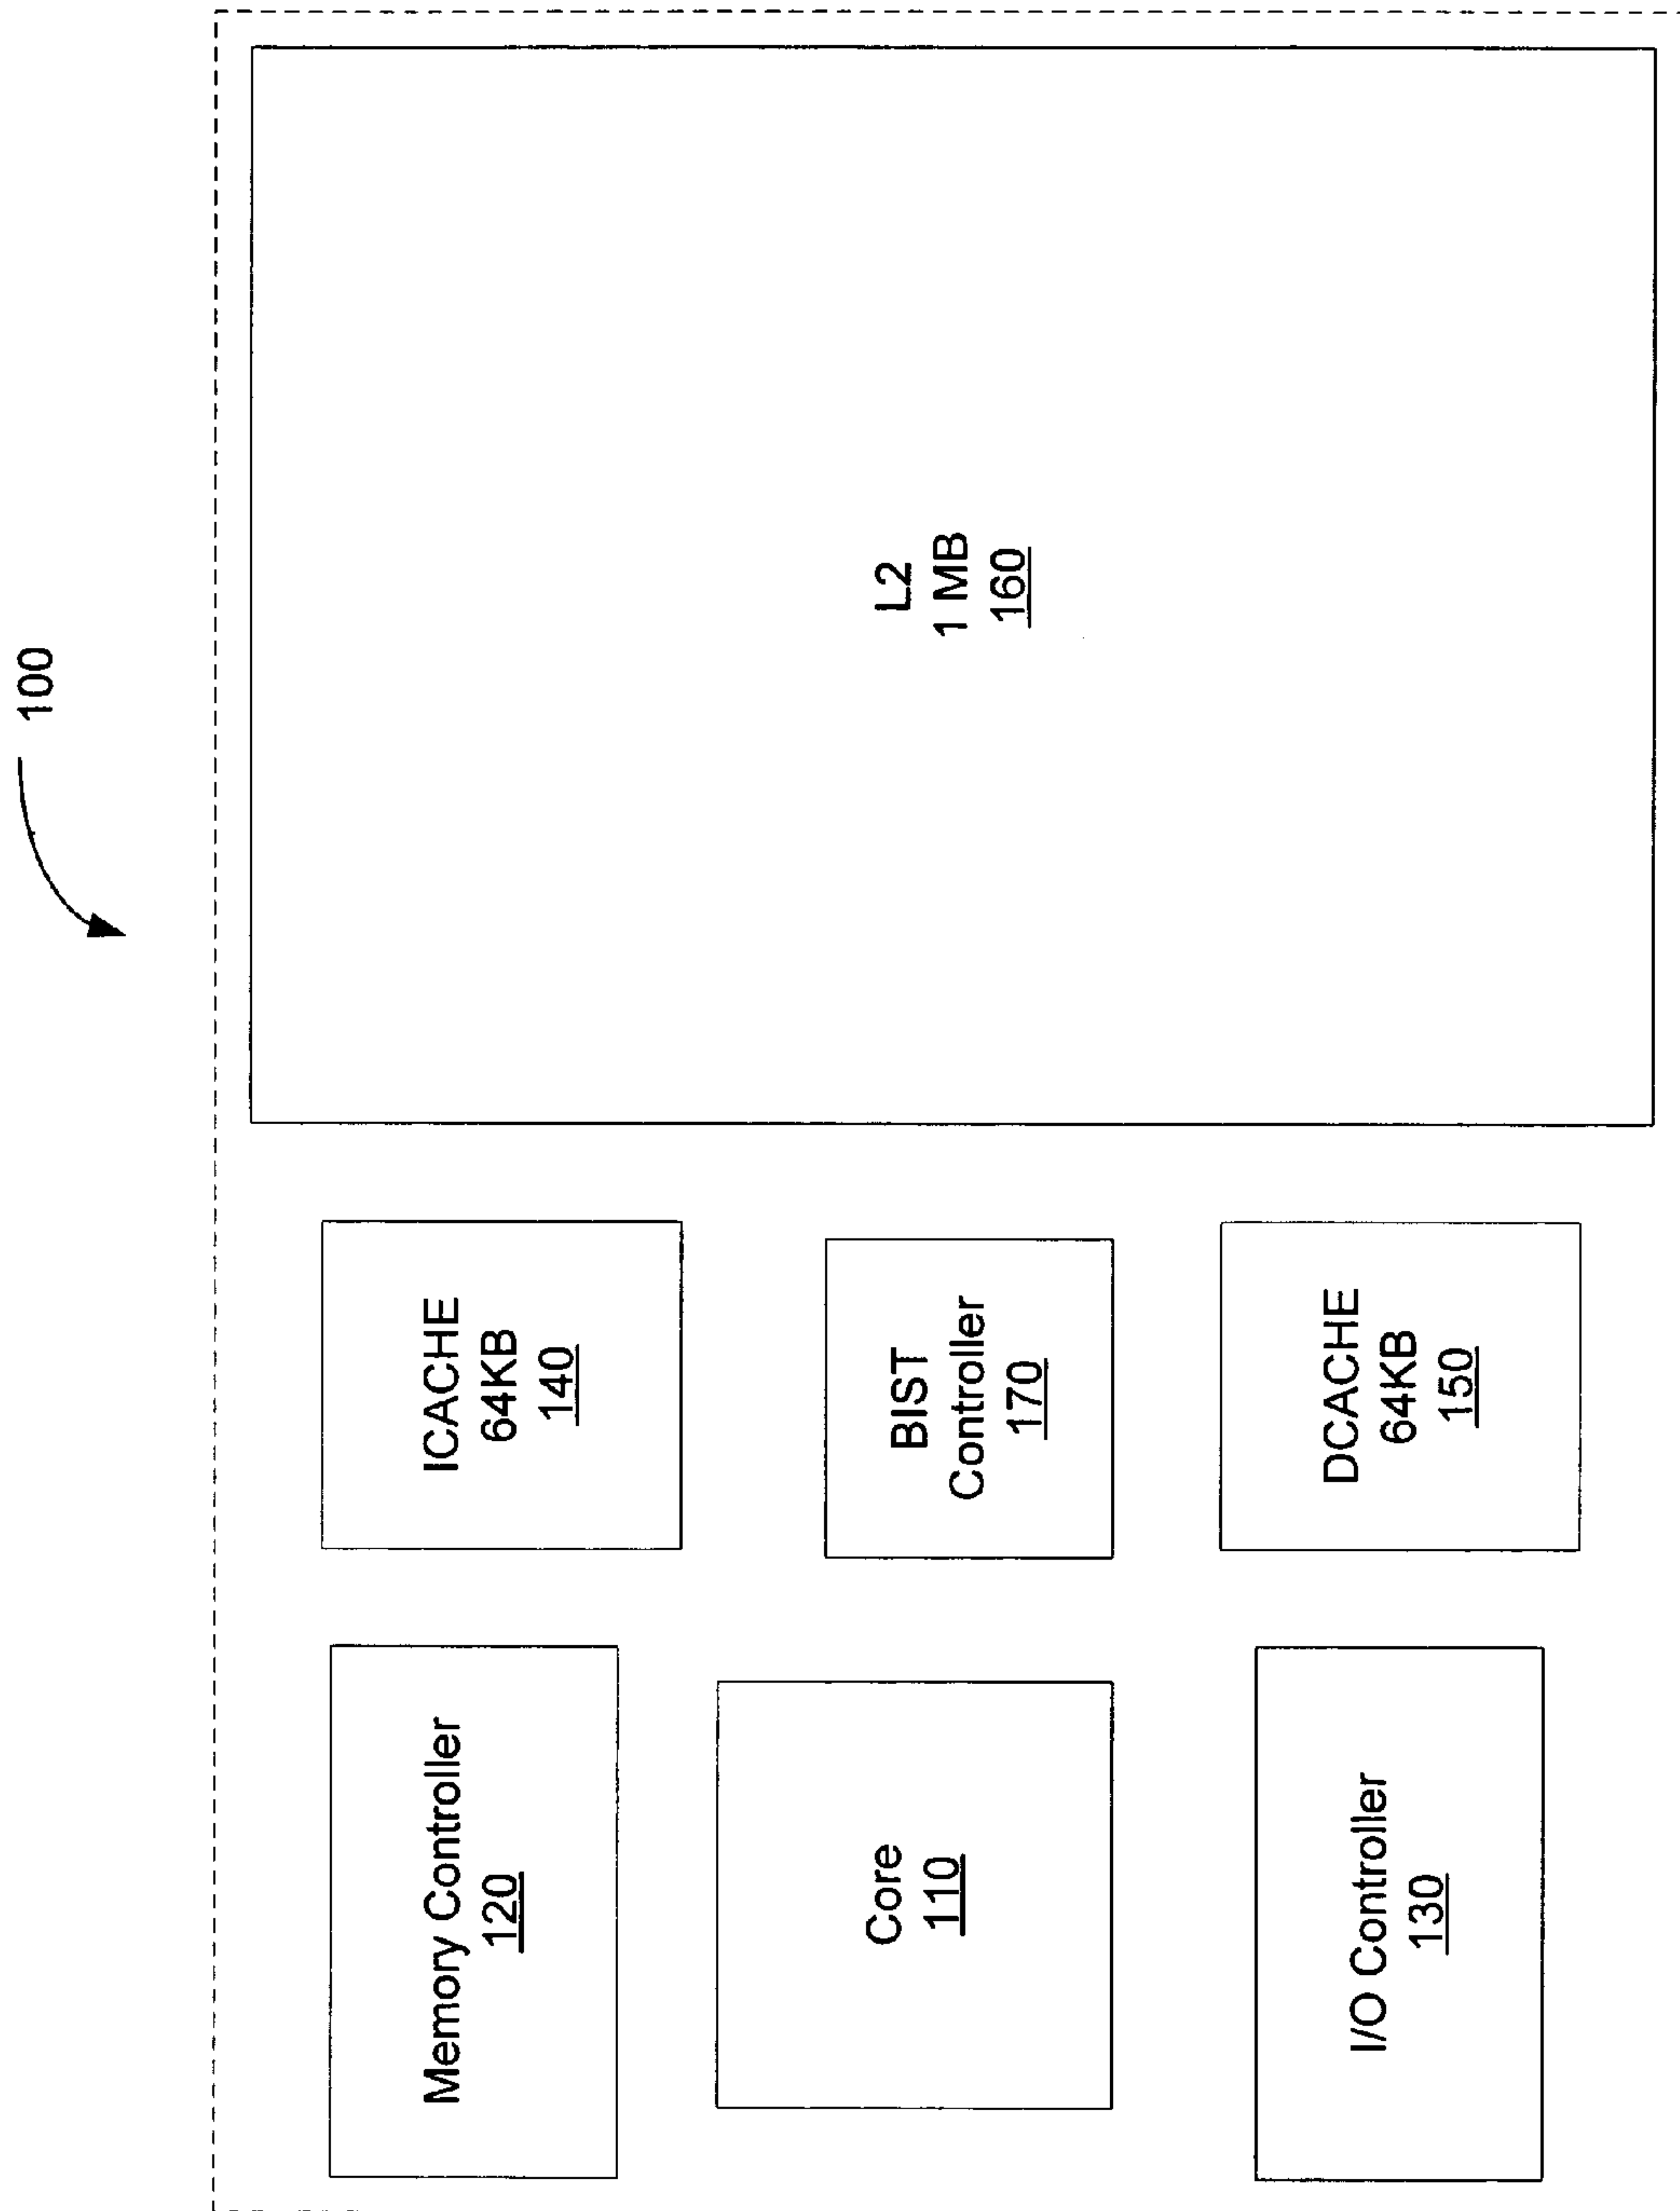 100
Memory Controller
120
ICACHE
64KB
140
Core
110
BIST
Controller
170
L2
1 MB
160
I/O Controller
130
DCACHE
64KB
150